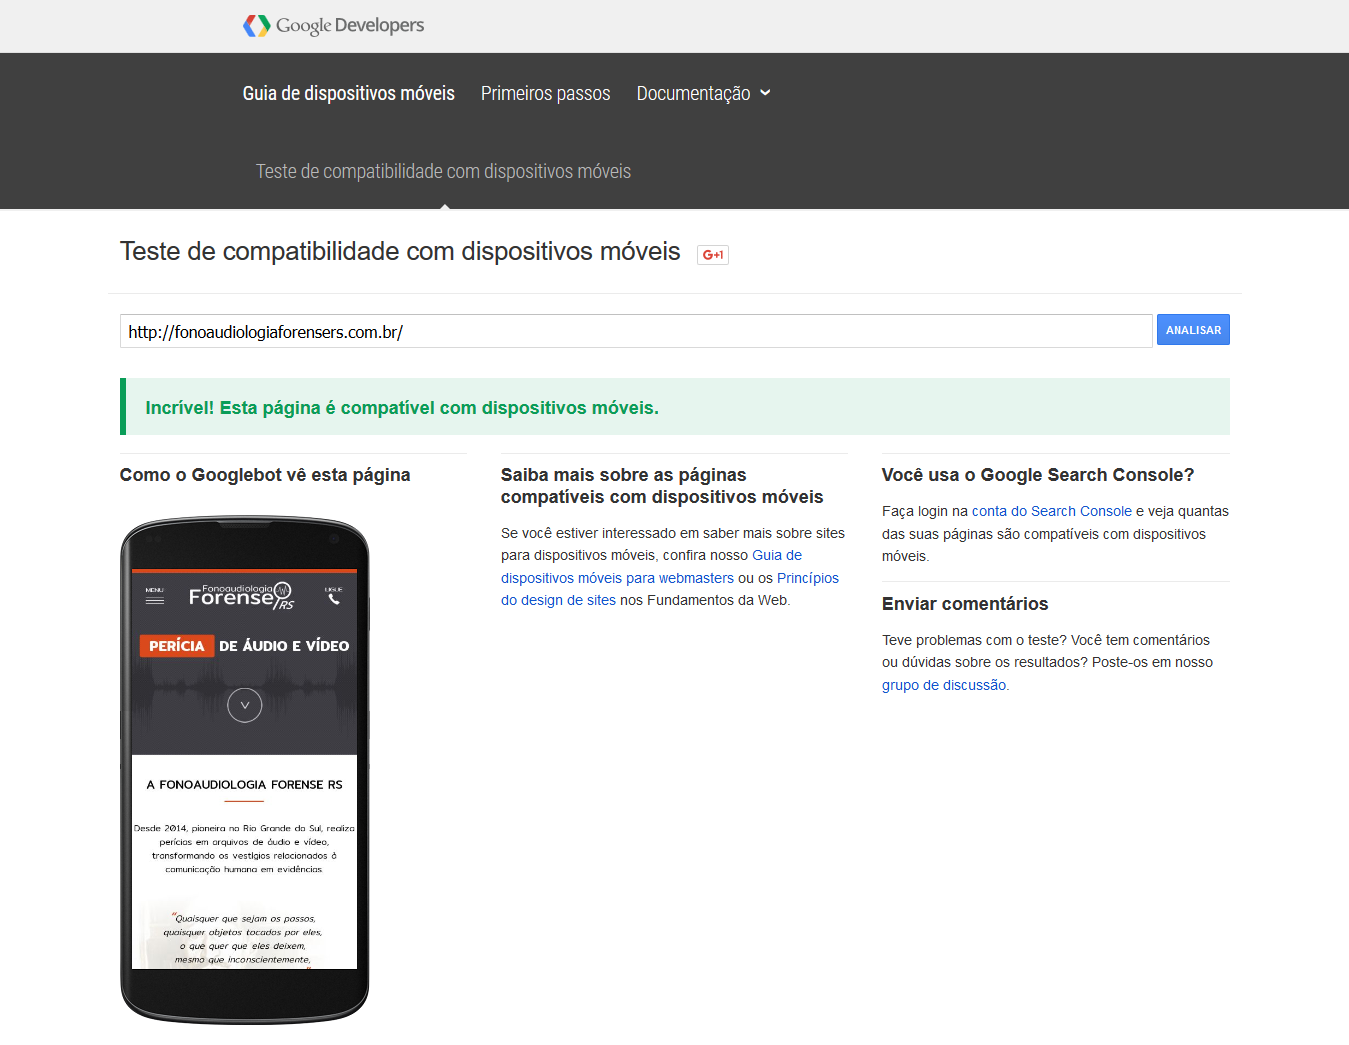 Google Developers
Guia de dispositivos móveis Primeiros passos Documentação
Teste de compatibilidade com dispositivos móveis
Teste de compatibilidade com dispositivos móveis G+1
http://fonoaudiologiaforensers.com.br/ ANALISAR
Incrível! Esta página é compatível com dispositivos móveis.
Como o Googlebot vê esta página
MENU
Fonoaudiologia
Forense
RS
LIGUE
PERÍCIA DE ÁUDIO E VÍDEO
A FONOAUDIOLOGIA FORENSE RS
Desde 2014, pioneira no Rio Grande do Sul, realiza
perícias em arquivos de áudio e vídeo,
transformando os vestígios relacionados à
comunicação humana em evidências.
"Quaisquer que sejam os passos,
quaisquer objetos tocados por eles,
o que quer que eles deixem,
mesmo que inconscientemente,
Saiba mais sobre as páginas
compatíveis com dispositivos móveis
Se você estiver interessado em saber mais sobre sites
para dispositivos móveis, confira nosso Guia de
dispositivos móveis para webmasters ou os Princípios
do design de sites nos Fundamentos da Web.
Você usa o Google Search Console?
Faça login na conta do Search Console e veja quantas
das suas páginas são compatíveis com dispositivos
móveis.
Enviar comentários
Teve problemas com o teste? Você tem comentários
ou dúvidas sobre os resultados? Poste-os em nosso
grupo de discussão.